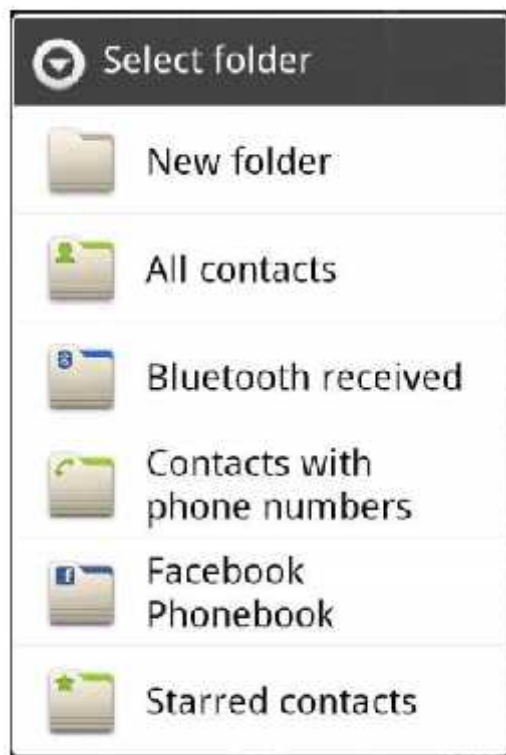 Select folder
New folder
All contacts
Bluetooth received
Contacts with
phone numbers
Facebook
Phonebook
Starred contacts